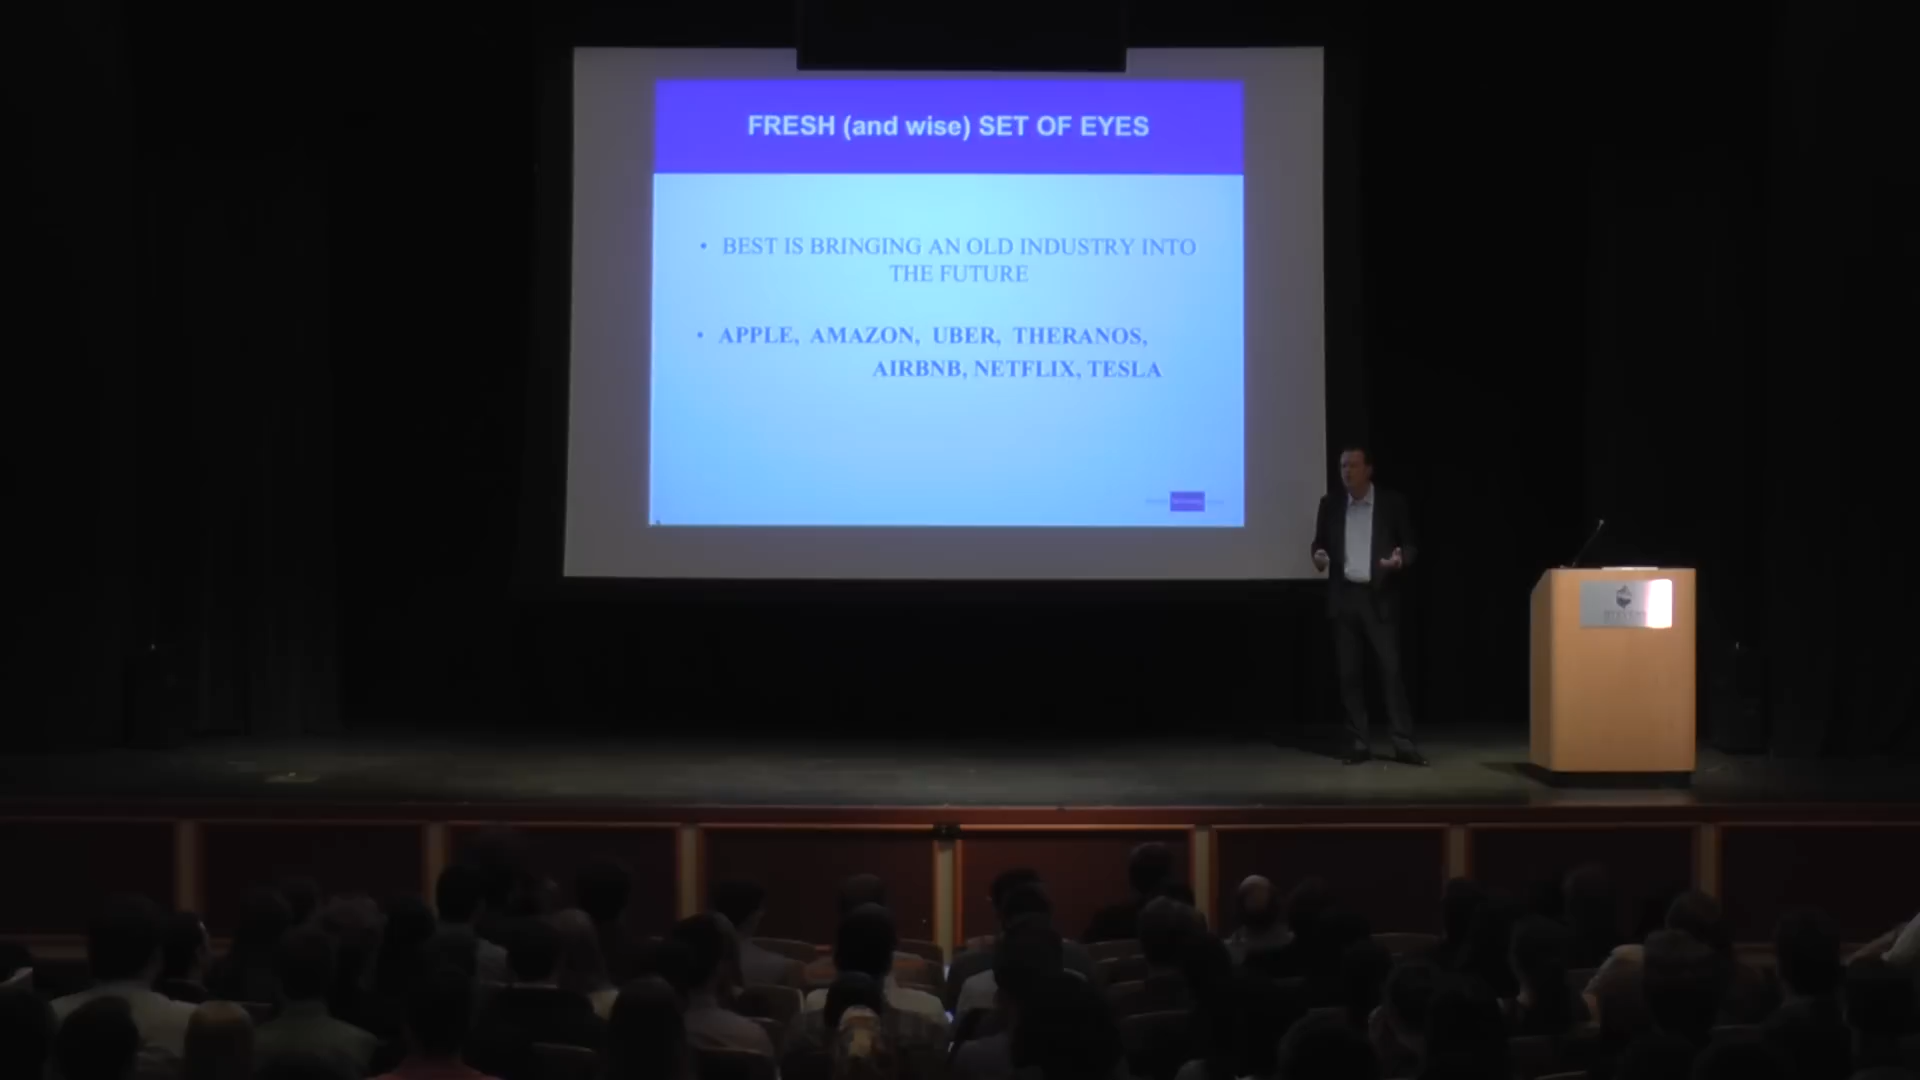 FRESH (and wise) SET OF EYES
• BEST IS BRINGING AN OLD INDUSTRY INTO
THE FUTURE
• APPLE, AMAZON, UBER, THERANOS,
AIRBNB, NETFLIX, TESLA
STEVENS